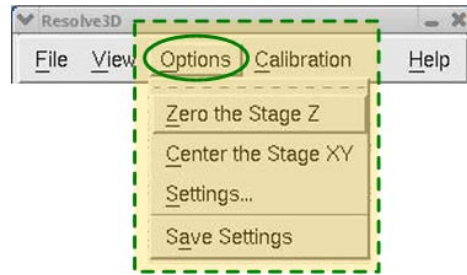 Resolve3D
File View Options Calibration Help
Zero the Stage Z
Center the Stage XY
Settings...
Save Settings